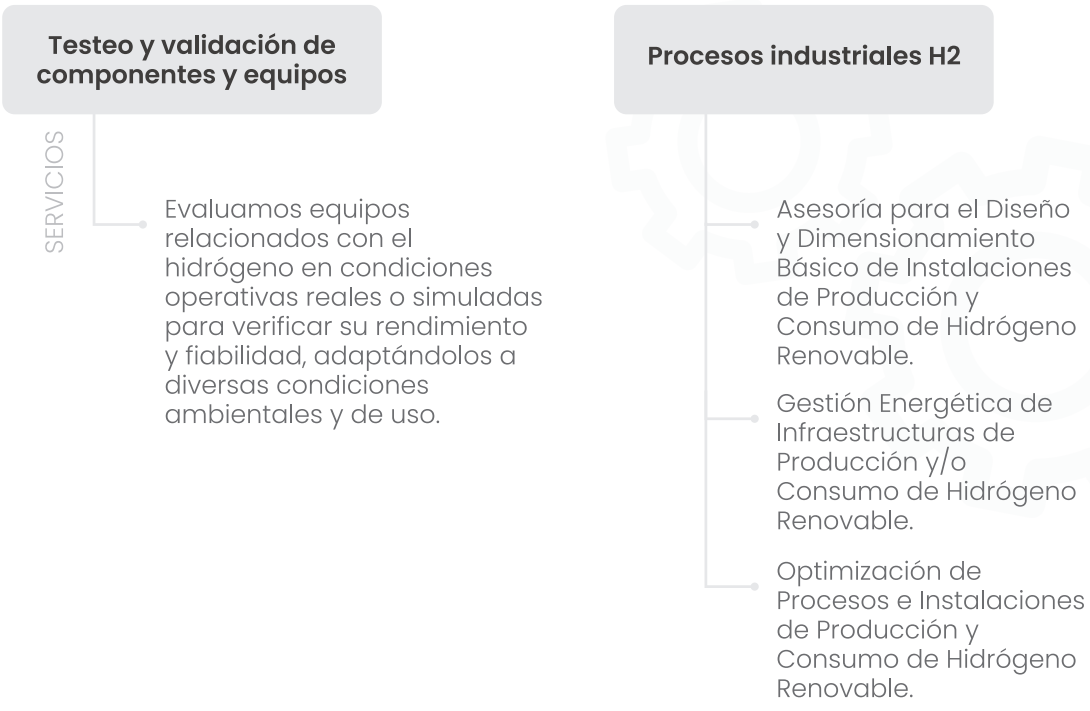 Testeo y validación de
componentes y equipos
SERVICIOS
Evaluamos equipos
relacionados con el
hidrógeno en condiciones
operativas reales o simuladas
para verificar su rendimiento
y fiabilidad, adaptándolos a
diversas condiciones
ambientales y de uso.
Procesos industriales H2
Asesoría para el Diseño
y Dimensionamiento
Básico de Instalaciones
de Producción y
Consumo de Hidrógeno
Renovable.
Gestión Energética de
Infraestructuras de
Producción y/o
Consumo de Hidrógeno
Renovable.
Optimización de
Procesos e Instalaciones
de Producción y
Consumo de Hidrógeno
Renovable.